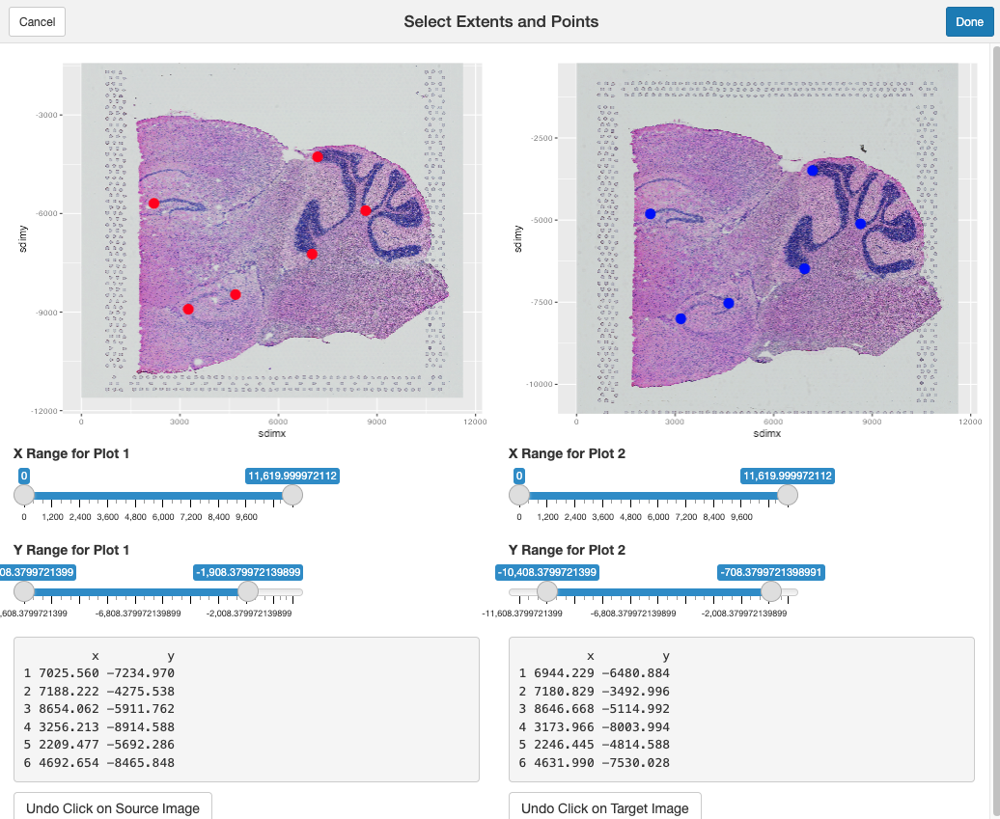 Cancel
Select Extents and Points
Done
-3000
-6000
-9000
-12000
sdimy
0
3000
6000
9000
12000
sdimx
-2500
-5000
-7500
-10000
sdimy
0
3000
6000
9000
12000
sdimx
X Range for Plot 1
0
11,619.999972112
0 1,200 2,400 3,600 4,800 6,000 7,200 8,400 9,600
X Range for Plot 2
0
11,619.999972112
0 1,200 2,400 3,600 4,800 6,000 7,200 8,400 9,600
Y Range for Plot 1
08.3799721399
-1,908.3799721398999
,608.3799721399 -6,808.379972139899 -2,008.379972139899
Y Range for Plot 2
-10,408.3799721399
-708.3799721398991
-11,608.3799721399 -6,808.379972139899 -2,008.379972139899
x y
1 7025.560 -7234.970
2 7188.222 -4275.538
3 8654.062 -5911.762
4 3256.213 -8914.588
5 2209.477 -5692.286
6 4692.654 -8465.848
x y
1 6944.229 -6480.884
2 7180.829 -3492.996
3 8646.668 -5114.992
4 3173.966 -8003.994
5 2246.445 -4814.588
6 4631.990 -7530.028
Undo Click on Source Image
Undo Click on Target Image